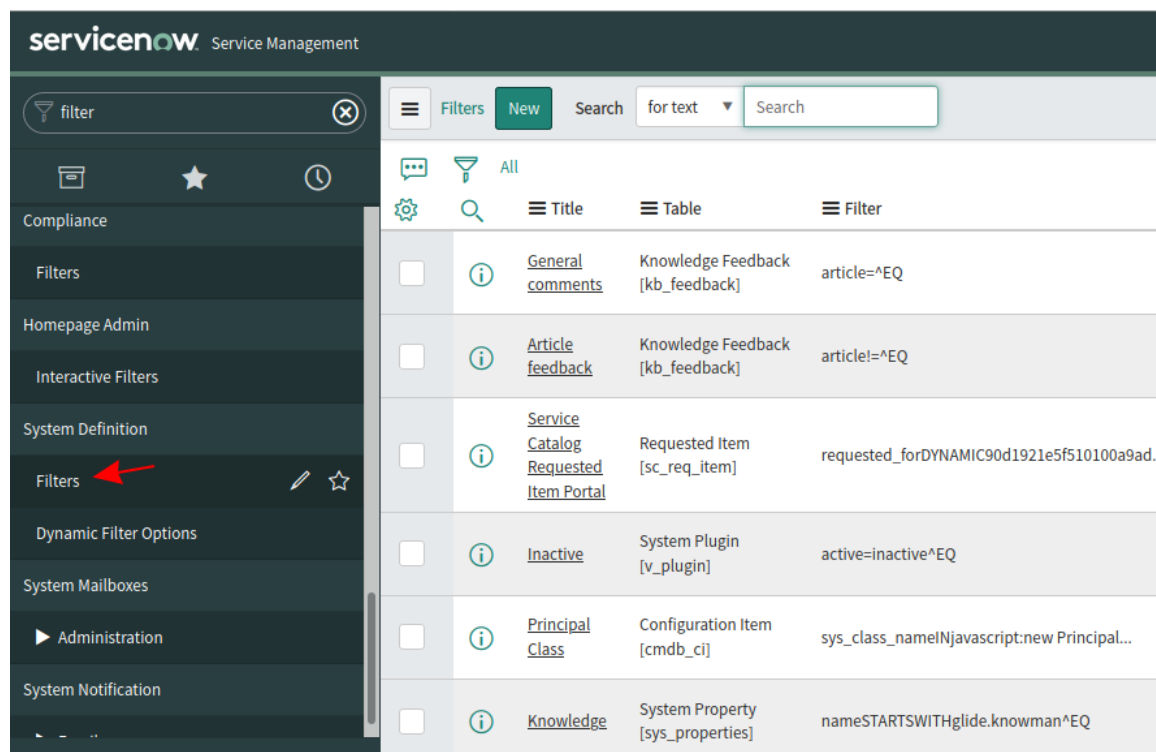 servicenow Service Management
filter
Compliance
Filters
Homepage Admin
Interactive Filters
System Definition
Filters
Dynamic Filter Options
System Mailboxes
Administration
System Notification
Filters New Search for text Search
All
Title Table Filter
General
comments
Knowledge Feedback
[kb_feedback]
article=^EQ
Article
feedback
Knowledge Feedback
[kb_feedback]
article!=^EQ
Service
Catalog
Requested
Item Portal
Requested Item
[sc_req_item]
requested_forDYNAMIC90d1921e5f510100a9ad.
Inactive
System Plugin
[v_plugin]
active=inactive^EQ
Principal
Class
Configuration Item
[cmdb_ci]
sys_class_nameINjavascript:new Principal...
Knowledge
System Property
[sys_properties]
nameSTARTSWITHglide.knowman^EQ